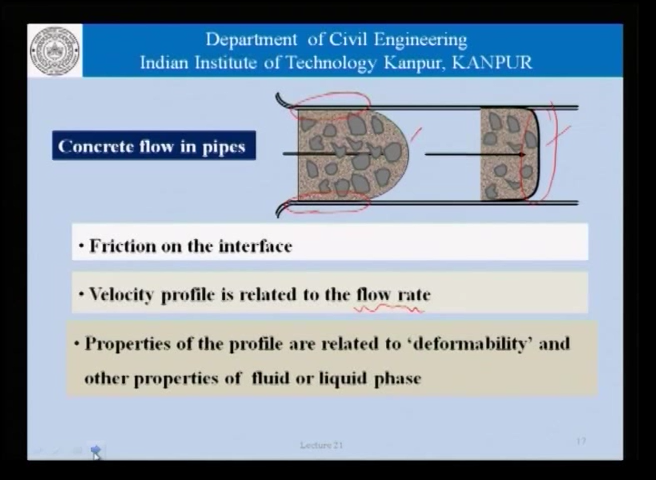 Department of Civil Engineering
Indian Institute of Technology Kanpur, KANPUR
Concrete flow in pipes
• Friction on the interface
• Velocity profile is related to the flow rate
• Properties of the profile are related to ‘deformability’ and
other properties of fluid or liquid phase
Lecture 21
17